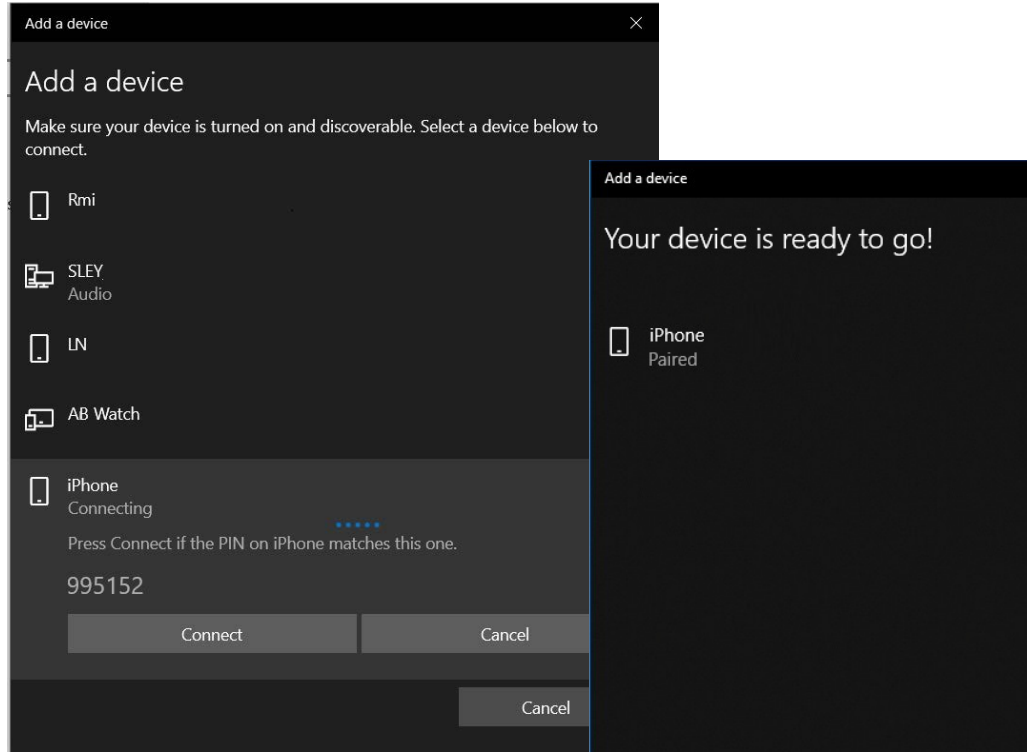 Add a device
Add a device
Make sure your device is turned on and discoverable. Select a device below to
connect.
Rmi
SLEY
Audio
LN
AB Watch
iPhone
Connecting
Press Connect if the PIN on iPhone matches this one.
995152
Connect
Cancel
Cancel
Add a device
Your device is ready to go!
iPhone
Paired